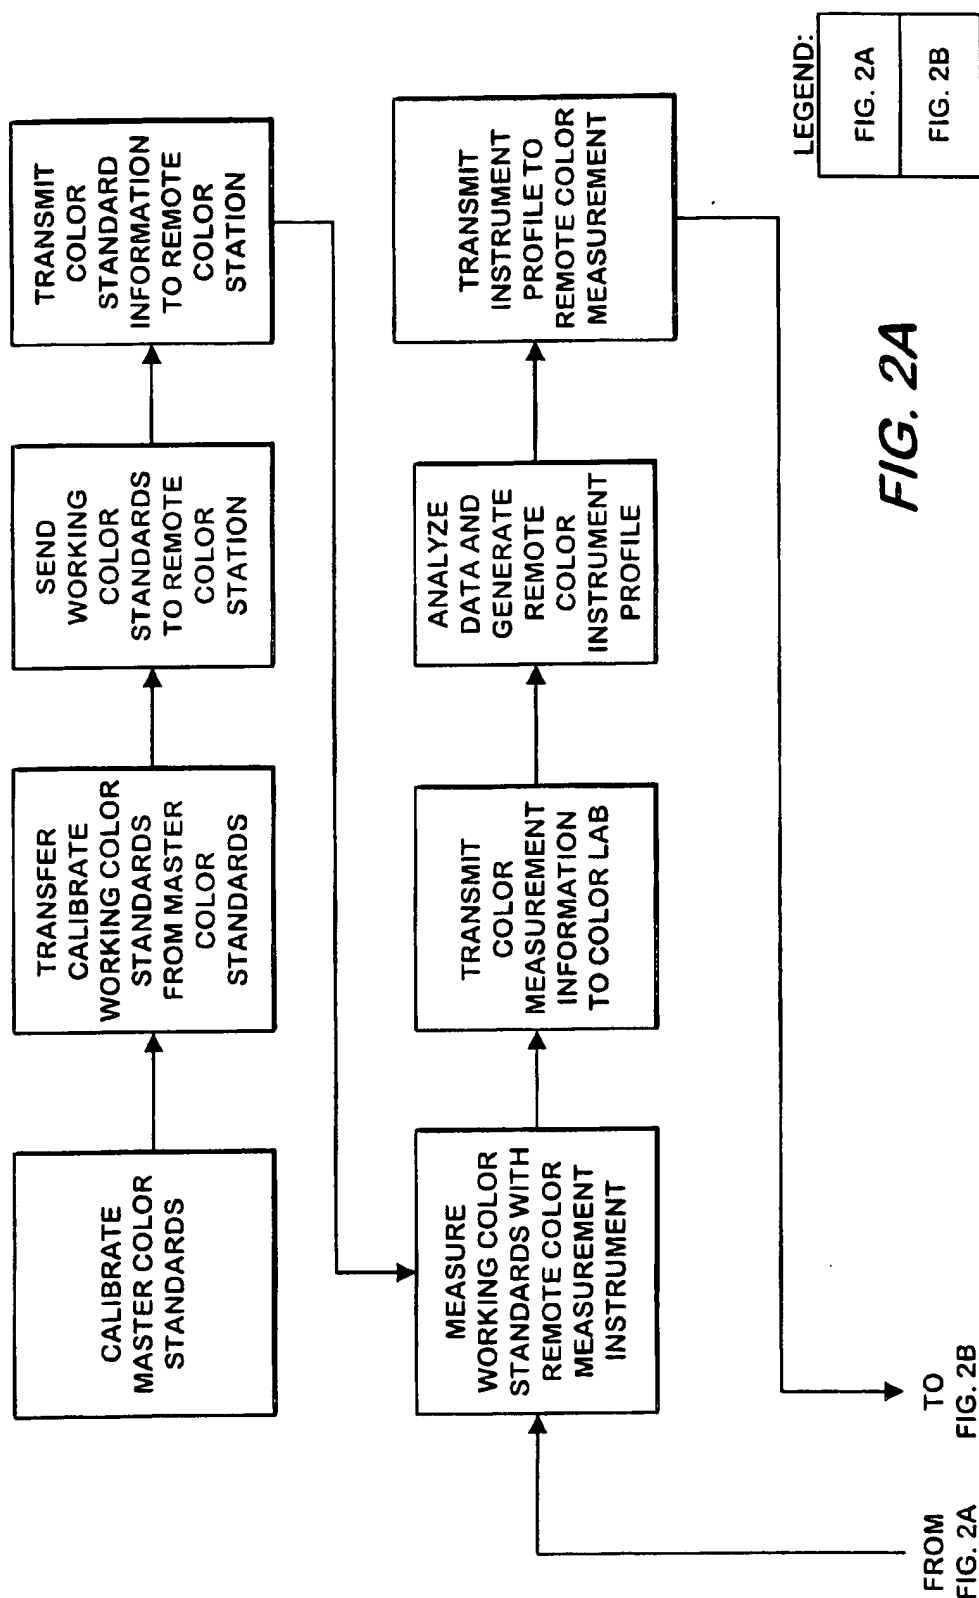 CALIBRATE
MASTER COLOR
STANDARDS
TRANSFER
CALIBRATE
WORKING COLOR
STANDARDS
FROM MASTER
COLOR
STANDARDS
SEND
WORKING
COLOR
STANDARDS
TO REMOTE
COLOR
STATION
TRANSMIT
COLOR
STANDARD
INFORMATION
TO REMOTE
COLOR
STATION
MEASURE
WORKING COLOR
STANDARDS WITH
REMOTE COLOR
MEASUREMENT
INSTRUMENT
TRANSMIT
COLOR
MEASUREMENT
INFORMATION
TO COLOR LAB
ANALYZE
DATA AND
GENERATE
REMOTE
COLOR
INSTRUMENT
PROFILE
TRANSMIT
INSTRUMENT
PROFILE TO
REMOTE COLOR
MEASUREMENT
FROM
FIG. 2A
TO
FIG. 2B
FIG. 2A
LEGEND:
FIG. 2A
FIG. 2B